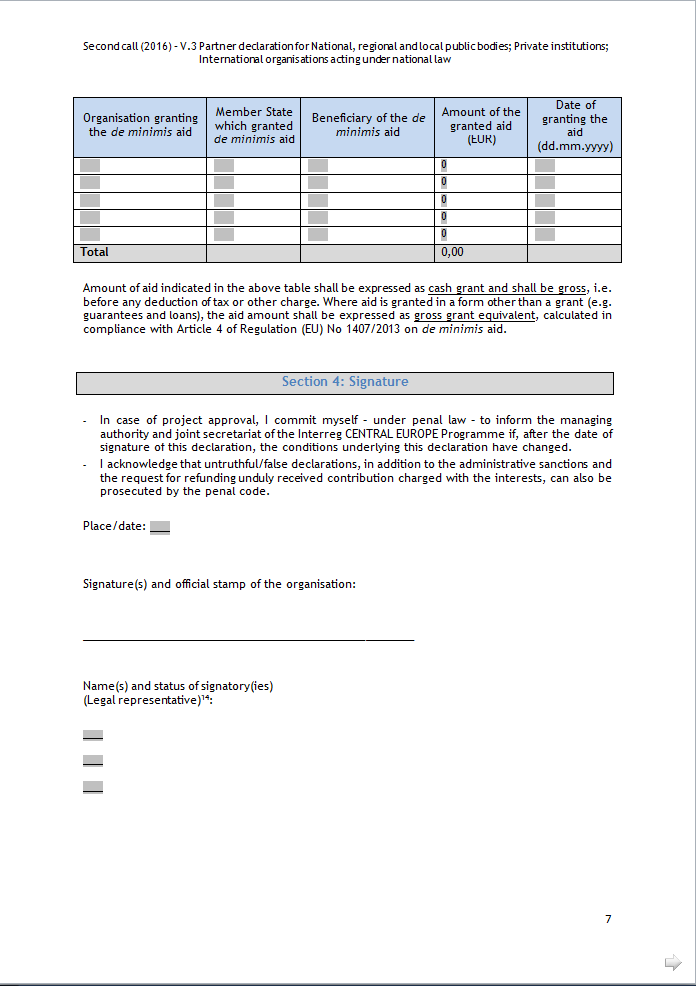 Second call (2016) – V.3 Partner declaration for National, regional and local public bodies; Private institutions;
International organisations acting under national law
Organisation granting
the de minimis aid
Member State
which granted
de minimis aid
Beneficiary of the de
minimis aid
Amount of the
granted aid
(EUR)
Date of
granting the
aid
(dd.mm.yyyy)
0
0
0
0
0
Total 0,00
Amount of aid indicated in the above table shall be expressed as cash grant and shall be gross, i.e.
before any deduction of tax or other charge. Where aid is granted in a form other than a grant (e.g.
guarantees and loans), the aid amount shall be expressed as gross grant equivalent, calculated in
compliance with Article 4 of Regulation (EU) No 1407/2013 on de minimis aid.
Section 4: Signature
- In case of project approval, I commit myself – under penal law – to inform the managing
authority and joint secretariat of the Interreg CENTRAL EUROPE Programme if, after the date of
signature of this declaration, the conditions underlying this declaration have changed.
- I acknowledge that untruthful/false declarations, in addition to the administrative sanctions and
the request for refunding unduly received contribution charged with the interests, can also be
prosecuted by the penal code.
Place/date: ___
Signature(s) and official stamp of the organisation:
Name(s) and status of signatory(ies)
(Legal representative)¹⁴:
7